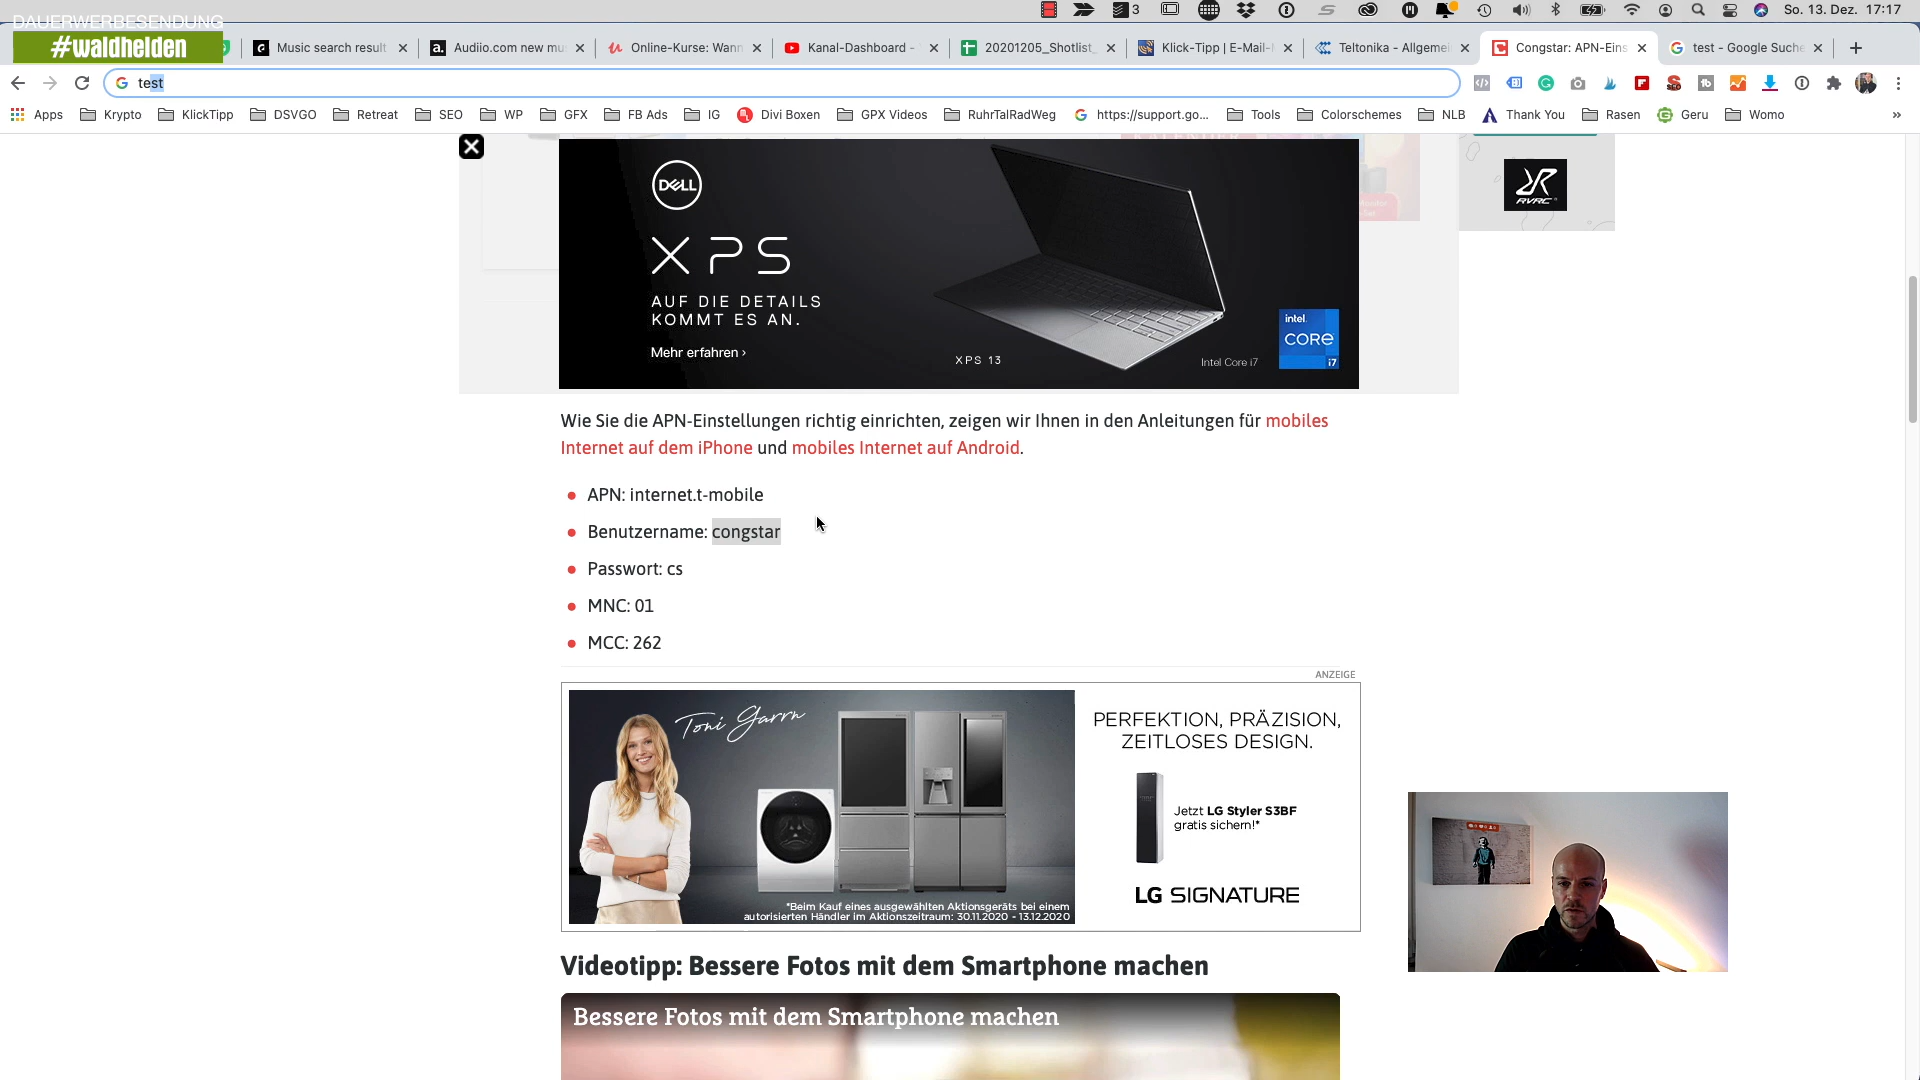 DAUERWERBESENDUNG
#waldhelden
3
So. 13. Dez. 17:17
Music search result
Audiio.com new mu
Online-Kurse: Wann
Kanal-Dashboard -
20201205_Shotlist_
Klick-Tipp | E-Mail-
Teltonika - Allgemei
Congstar: APN-Eins
test - Google Suche
test
Apps
Krypto
KlickTipp
DSVGO
Retreat
SEO
WP
GFX
FB Ads
IG
Divi Boxen
GPX Videos
RuhrTalRadWeg
https://support.go...
Tools
Colorschemes
NLB
Thank You
Rasen
Geru
Womo
»
DELL
XPS
AUF DIE DETAILS
KOMMT ES AN.
Mehr erfahren ›
XPS 13
Intel Core i7
intel.
CORE
i7
RVRC
Wie Sie die APN-Einstellungen richtig einrichten, zeigen wir Ihnen in den Anleitungen für mobiles
Internet auf dem iPhone und mobiles Internet auf Android.
APN: internet.t-mobile
Benutzername: congstar
Passwort: cs
MNC: 01
MCC: 262
ANZEIGE
Toni Garrn
*Beim Kauf eines ausgewählten Aktionsgeräts bei einem
autorisierten Händler im Aktionszeitraum: 30.11.2020 - 13.12.2020
PERFEKTION, PRÄZISION,
ZEITLOSES DESIGN.
Jetzt LG Styler S3BF
gratis sichern!*
LG SIGNATURE
Videotipp: Bessere Fotos mit dem Smartphone machen
Bessere Fotos mit dem Smartphone machen